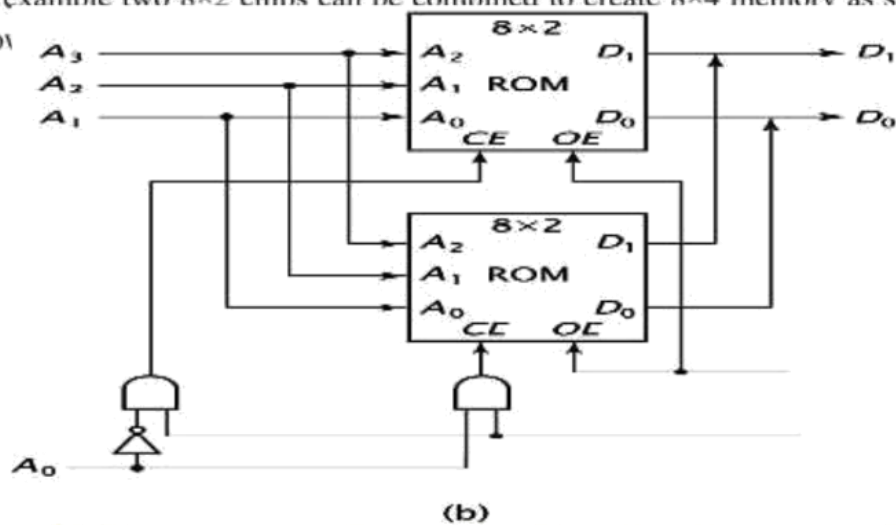 example two 8×2 chips can be combined to create 8×4 memory as
8×2
A₃ A₂ D₁ D₁
A₂ A₁ ROM
A₁ A₀ D₀ D₀
CE OE
8×2
A₂ D₁
A₁ ROM
A₀ D₀
CE OE
A₀
(b)